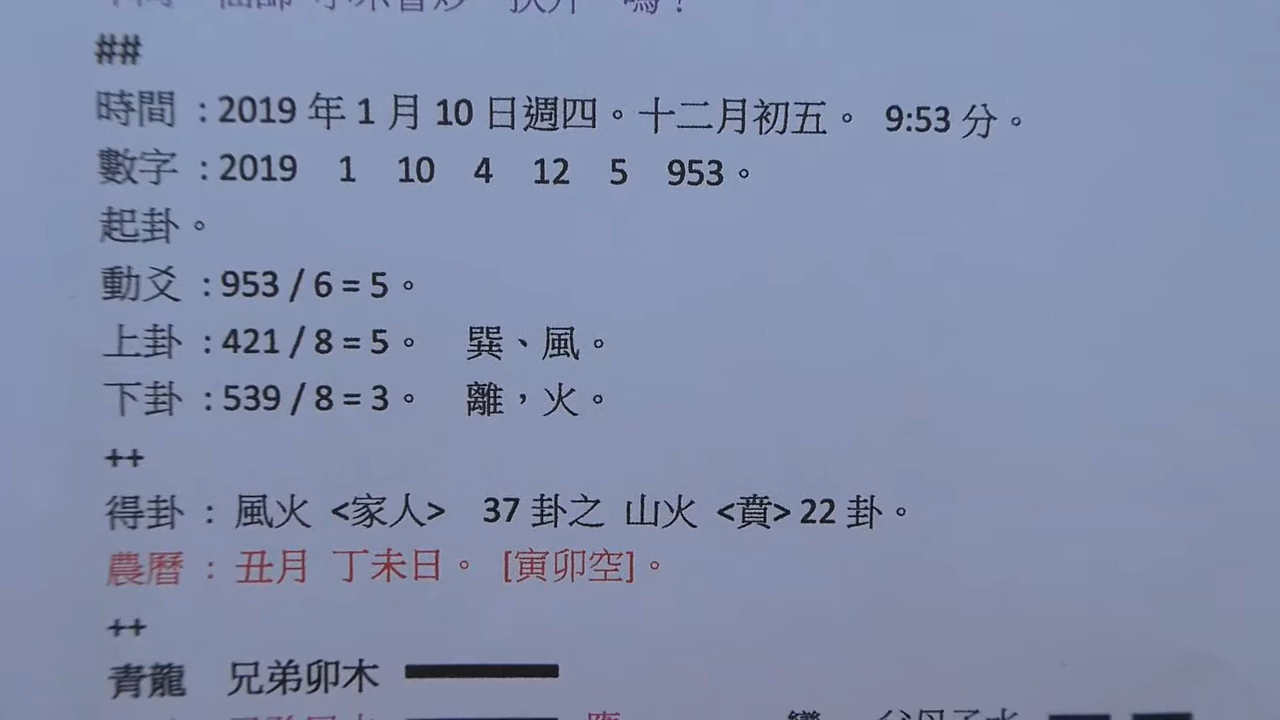 ##
時間 : 2019 年 1 月 10 日週四。十二月初五。 9:53 分。
數字 : 2019 1 10 4 12 5 953。
起卦。
動爻 : 953 / 6 = 5。
上卦 : 421 / 8 = 5。 巽、風。
下卦 : 539 / 8 = 3。 離，火。
++
得卦 : 風火 <家人> 37 卦之 山火 <賁> 22 卦。
農曆 : 丑月 丁未日。 [寅卯空]。
++
青龍 兄弟卯木